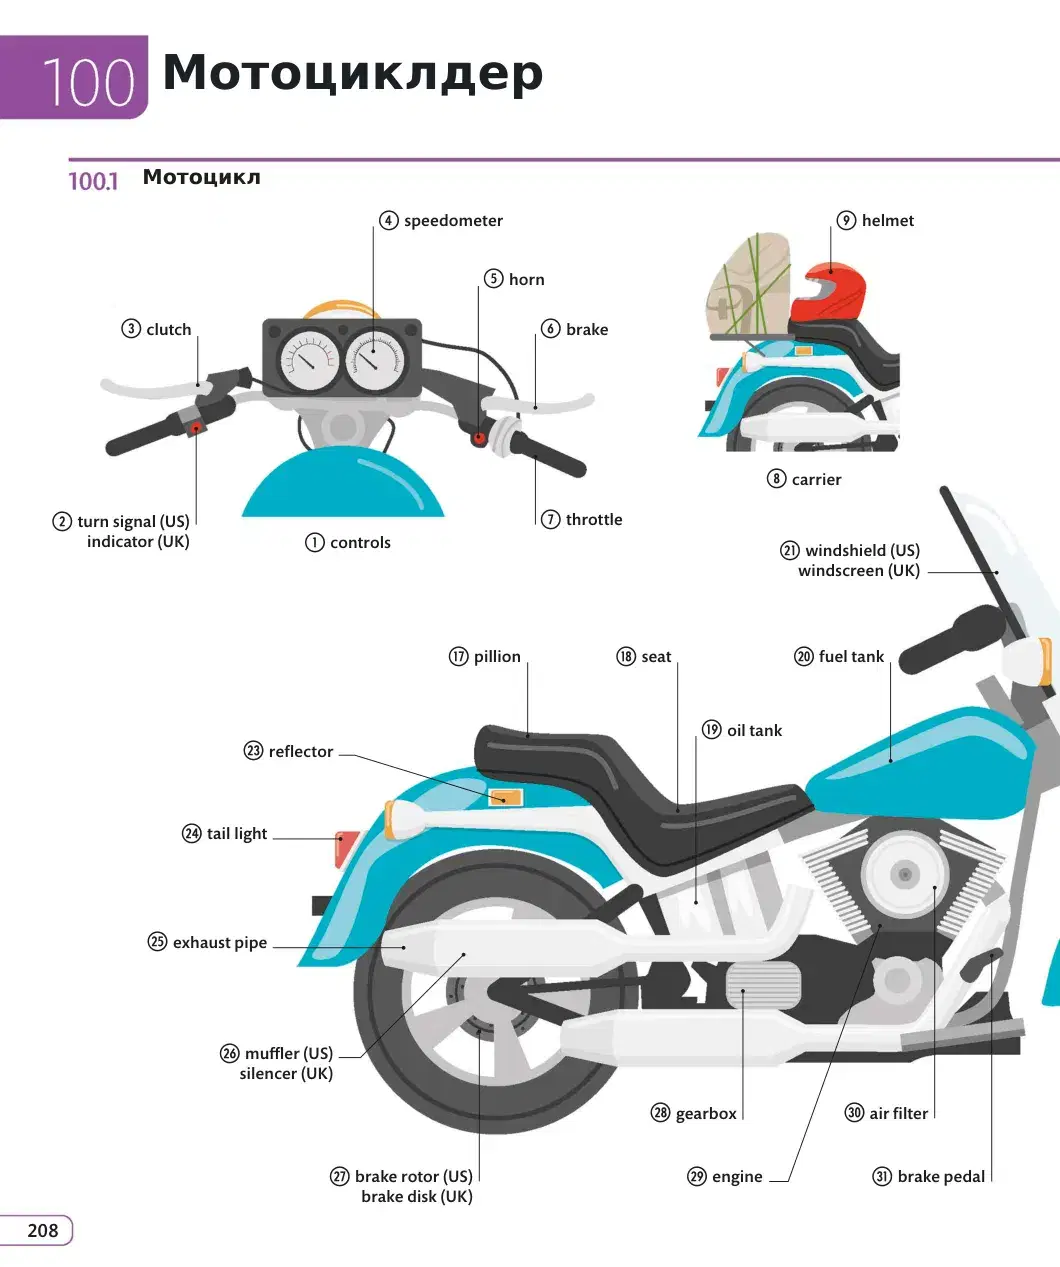 100 Мотоциклдер
100.1 Мотоцикл
④ speedometer
⑨ helmet
⑤ horn
③ clutch
⑥ brake
⑧ carrier
② turn signal (US)
indicator (UK)
⑦ throttle
① controls
㉑ windshield (US)
windscreen (UK)
⑰ pillion
⑱ seat
⑳ fuel tank
⑲ oil tank
㉓ reflector
㉔ tail light
㉕ exhaust pipe
㉖ muffler (US)
silencer (UK)
㉘ gearbox
㉚ air filter
㉗ brake rotor (US)
brake disk (UK)
㉙ engine
㉛ brake pedal
208